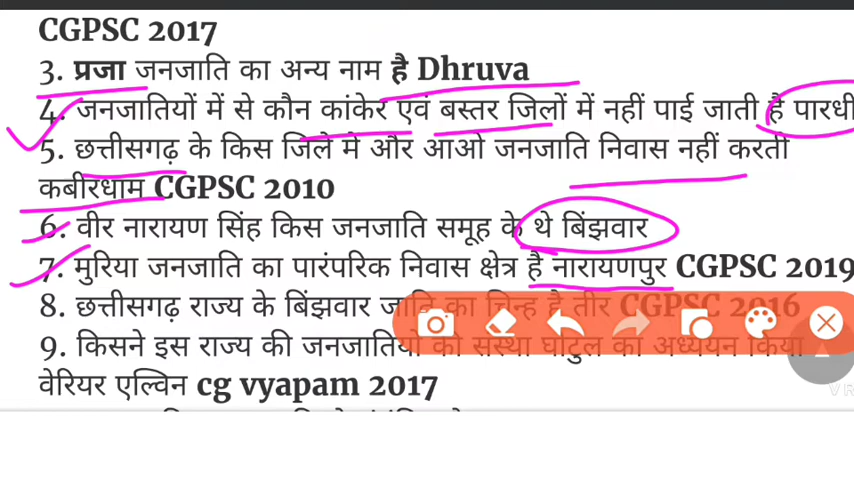 CGPSC 2017
3. प्रजा जनजाति का अन्य नाम है Dhruva
4. जनजातियों में से कौन कांकेर एवं बस्तर जिलों में नहीं पाई जाती है पारधी
5. छत्तीसगढ़ के किस जिले में और आओ जनजाति निवास नहीं करती
कबीरधाम CGPSC 2010
6. वीर नारायण सिंह किस जनजाति समूह के थे बिंझवार
7. मुरिया जनजाति का पारंपरिक निवास क्षेत्र है नारायणपुर CGPSC 2019
8. छत्तीसगढ़ राज्य के बिंझवार जाति का चिन्ह है तीर CGPSC 2016
9. किसने इस राज्य की जनजातियों की संस्था घोटुल का अध्ययन किया
वेरियर एल्विन cg vyapam 2017